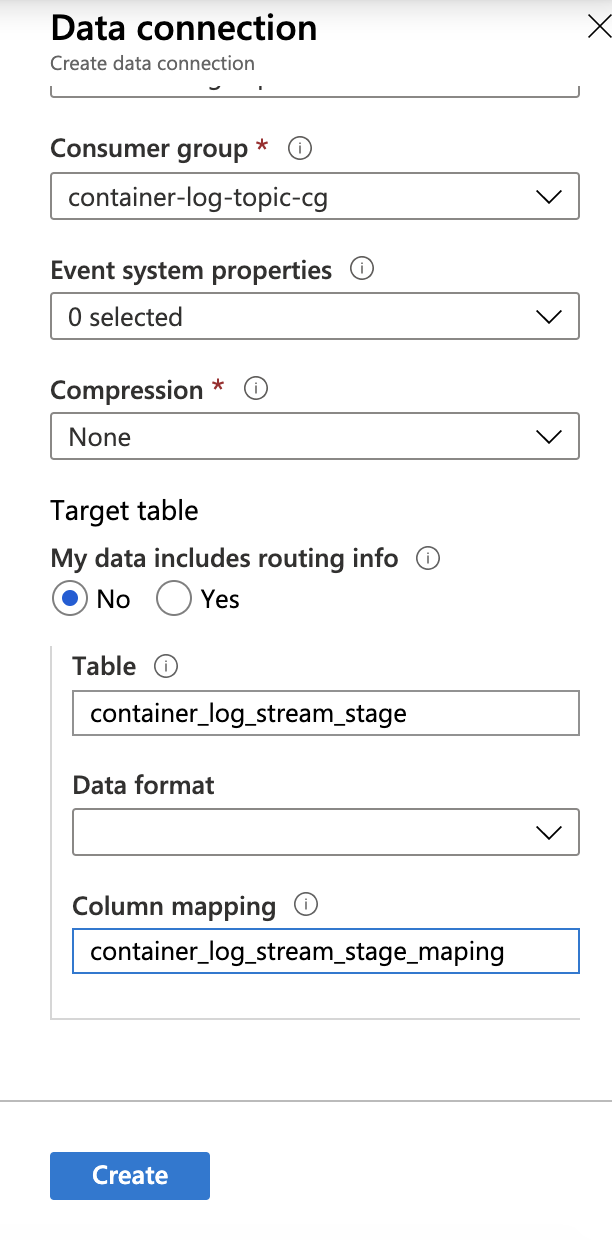 Data connection
Create data connection
Consumer group *
container-log-topic-cg
Event system properties
0 selected
Compression *
None
Target table
My data includes routing info
No Yes
Table
container_log_stream_stage
Data format
Column mapping
container_log_stream_stage_maping
Create